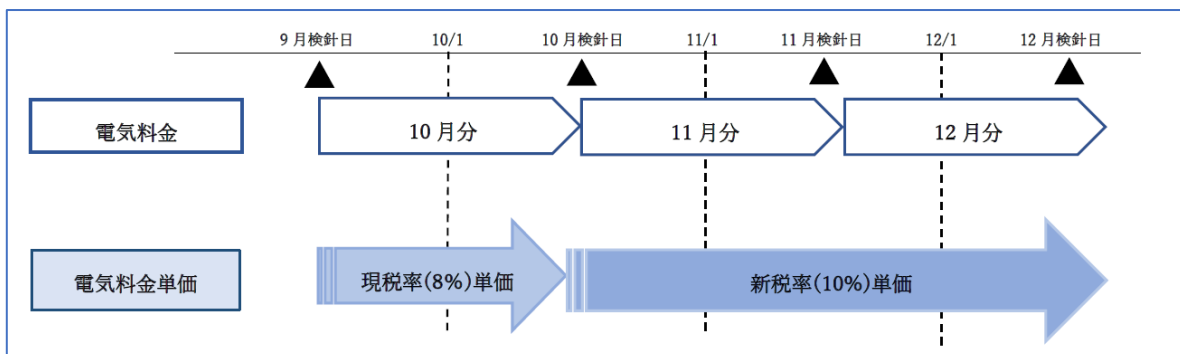 9月検針日 10/1 10月検針日 11/1 11月検針日 12/1 12月検針日
電気料金 10月分 11月分 12月分
電気料金単価 現税率(8%)単価 新税率(10%)単価